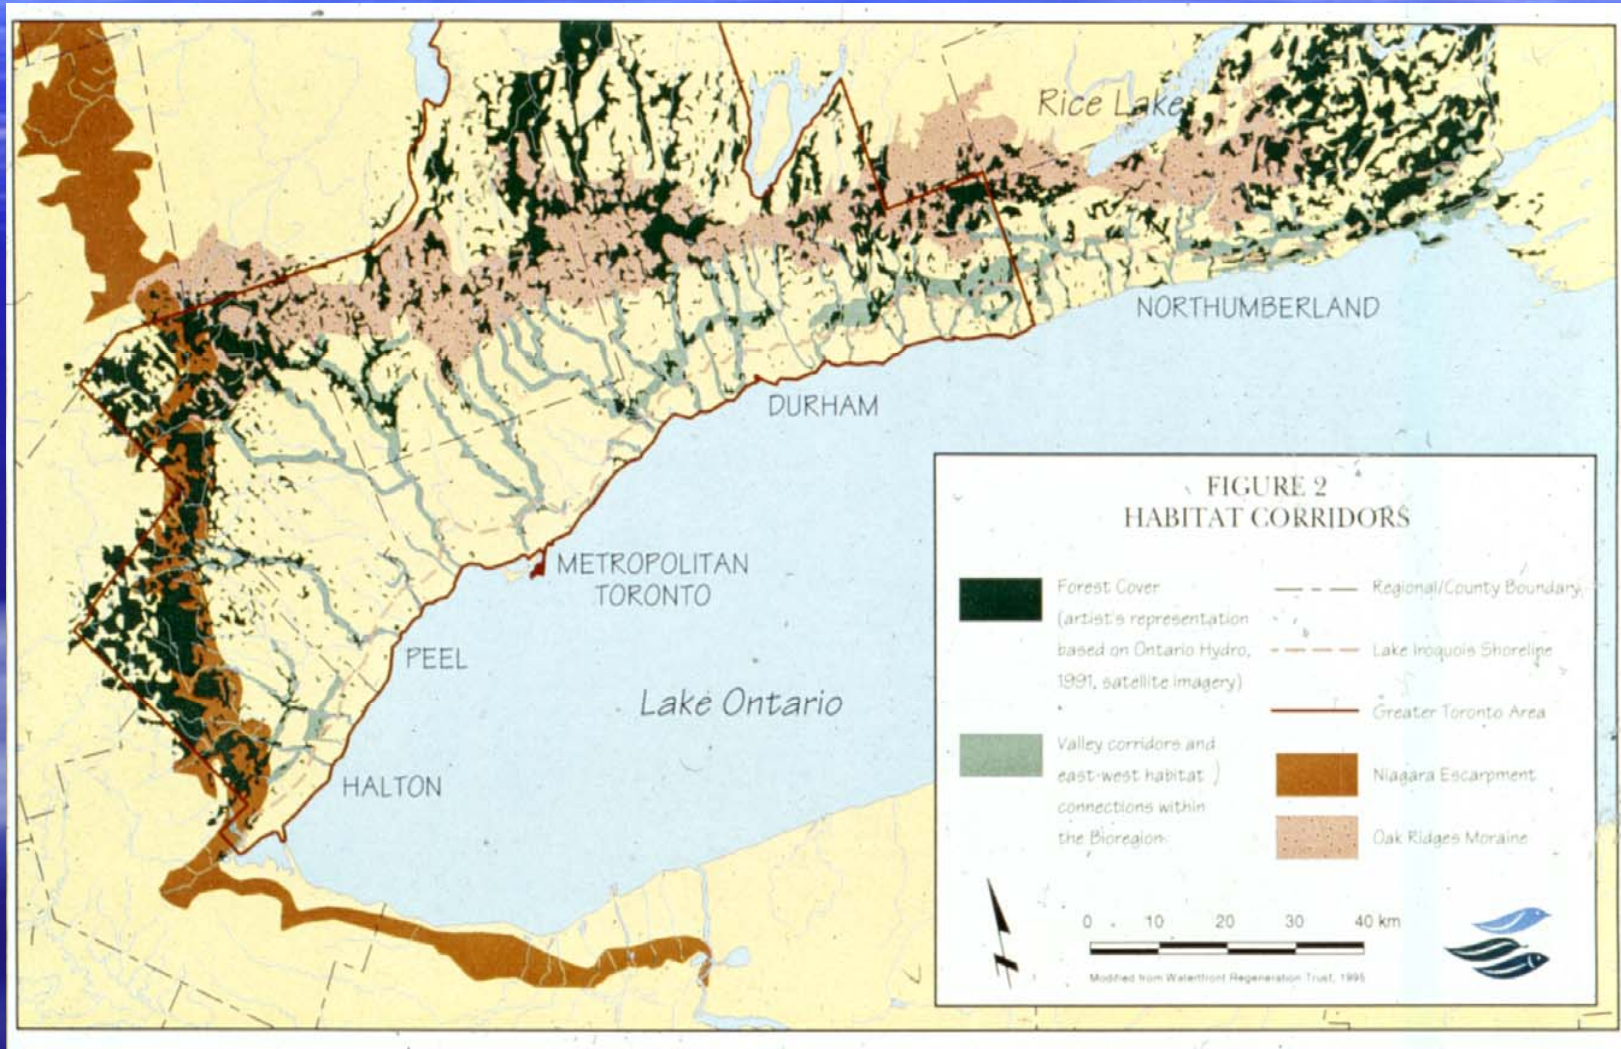 Rice Lake
NORTHUMBERLAND
DURHAM
METROPOLITAN
TORONTO
PEEL
Lake Ontario
HALTON
FIGURE 2
HABITAT CORRIDORS
Forest Cover
(artist's representation
based on Ontario Hydro,
1991, satellite imagery)
Valley corridors and
east-west habitat
connections within
the Bioregion
Regional/County Boundary
Lake Iroquois Shoreline
Greater Toronto Area
Niagara Escarpment
Oak Ridges Moraine
0 10 20 30 40 km
Modified from Waterfront Regeneration Trust, 1995